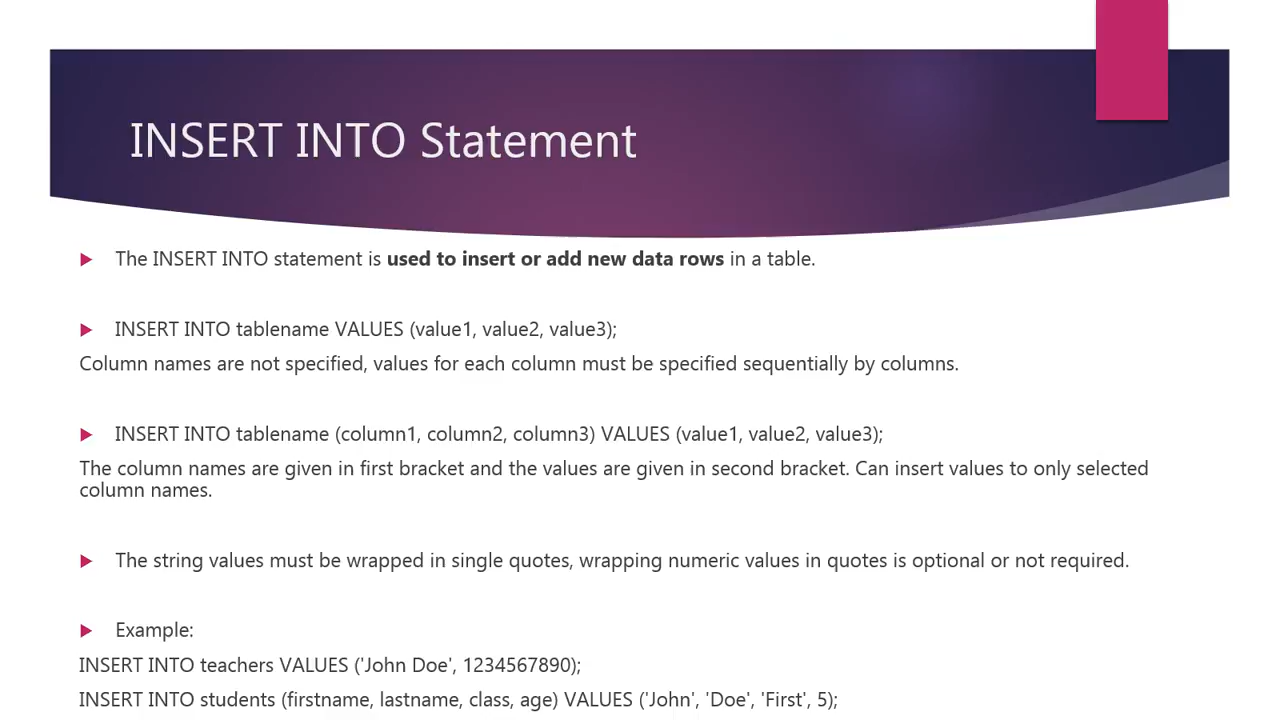 INSERT INTO Statement
The INSERT INTO statement is used to insert or add new data rows in a table.
INSERT INTO tablename VALUES (value1, value2, value3);
Column names are not specified, values for each column must be specified sequentially by columns.
INSERT INTO tablename (column1, column2, column3) VALUES (value1, value2, value3);
The column names are given in first bracket and the values are given in second bracket. Can insert values to only selected
column names.
The string values must be wrapped in single quotes, wrapping numeric values in quotes is optional or not required.
Example:
INSERT INTO teachers VALUES ('John Doe', 1234567890);
INSERT INTO students (firstname, lastname, class, age) VALUES ('John', 'Doe', 'First', 5);